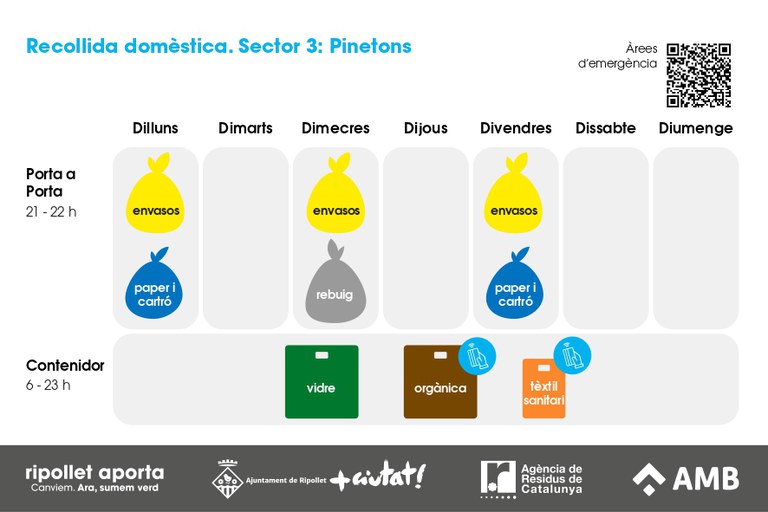 Recollida domèstica. Sector 3: Pinetons
Àrees
d'emergència
Dilluns Dimarts Dimecres Dijous Divendres Dissabte Diumenge
Porta a
Porta
21 - 22 h
envasos envasos envasos
paper i
cartró
rebuig
paper i
cartró
Contenidor
6 - 23 h
vidre
orgànica
tèxtil
sanitari
ripollet aporta
Canviem. Ara, sumem verd
Ajuntament de Ripollet
+ciutat!
Agència de
Residus de
Catalunya
AMB